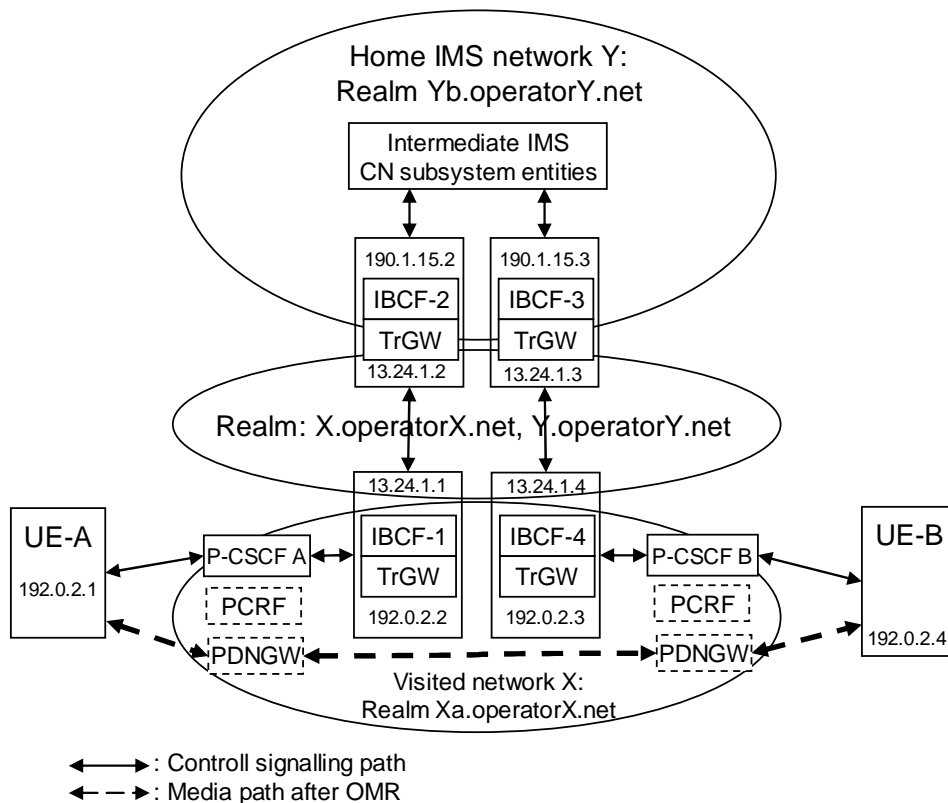 Home IMS network Y:
Realm Yb.operatorY.net
Intermediate IMS
CN subsystem entities
190.1.15.2
190.1.15.3
IBCF-2
IBCF-3
TrGW
TrGW
13.24.1.2
13.24.1.3
Realm: X.operatorX.net, Y.operatorY.net
13.24.1.1
13.24.1.4
UE-A
P-CSCF A
IBCF-1
IBCF-4
P-CSCF B
UE-B
192.0.2.1
PCRF
TrGW
TrGW
PCRF
192.0.2.2
192.0.2.3
192.0.2.4
PDNGW
PDNGW
Visited network X:
Realm Xa.operatorX.net
: Controll signalling path
: Media path after OMR